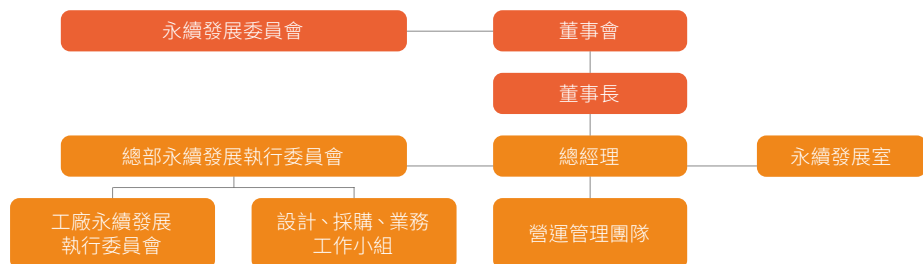 永續發展委員會
董事會
董事長
總部永續發展執行委員會
總經理
永續發展室
工廠永續發展
執行委員會
設計、採購、業務
工作小組
營運管理團隊